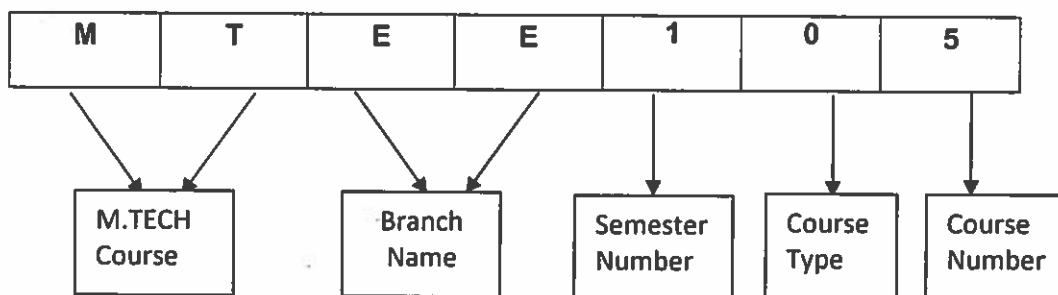 M T E E 1 0 5
M.TECH Course
Branch Name
Semester Number
Course Type
Course Number